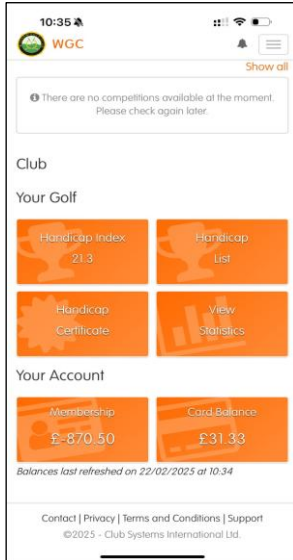 10:35
WGC
Show all
There are no competitions available at the moment.
Please check again later.
Club
Your Golf
Handicap Index
21.3
Handicap
List
Handicap
Certificate
View
Statistics
Your Account
Membership
£-870.50
Card Balance
£31.33
Balances last refreshed on 22/02/2025 at 10:34
Contact | Privacy | Terms and Conditions | Support
©2025 - Club Systems International Ltd.